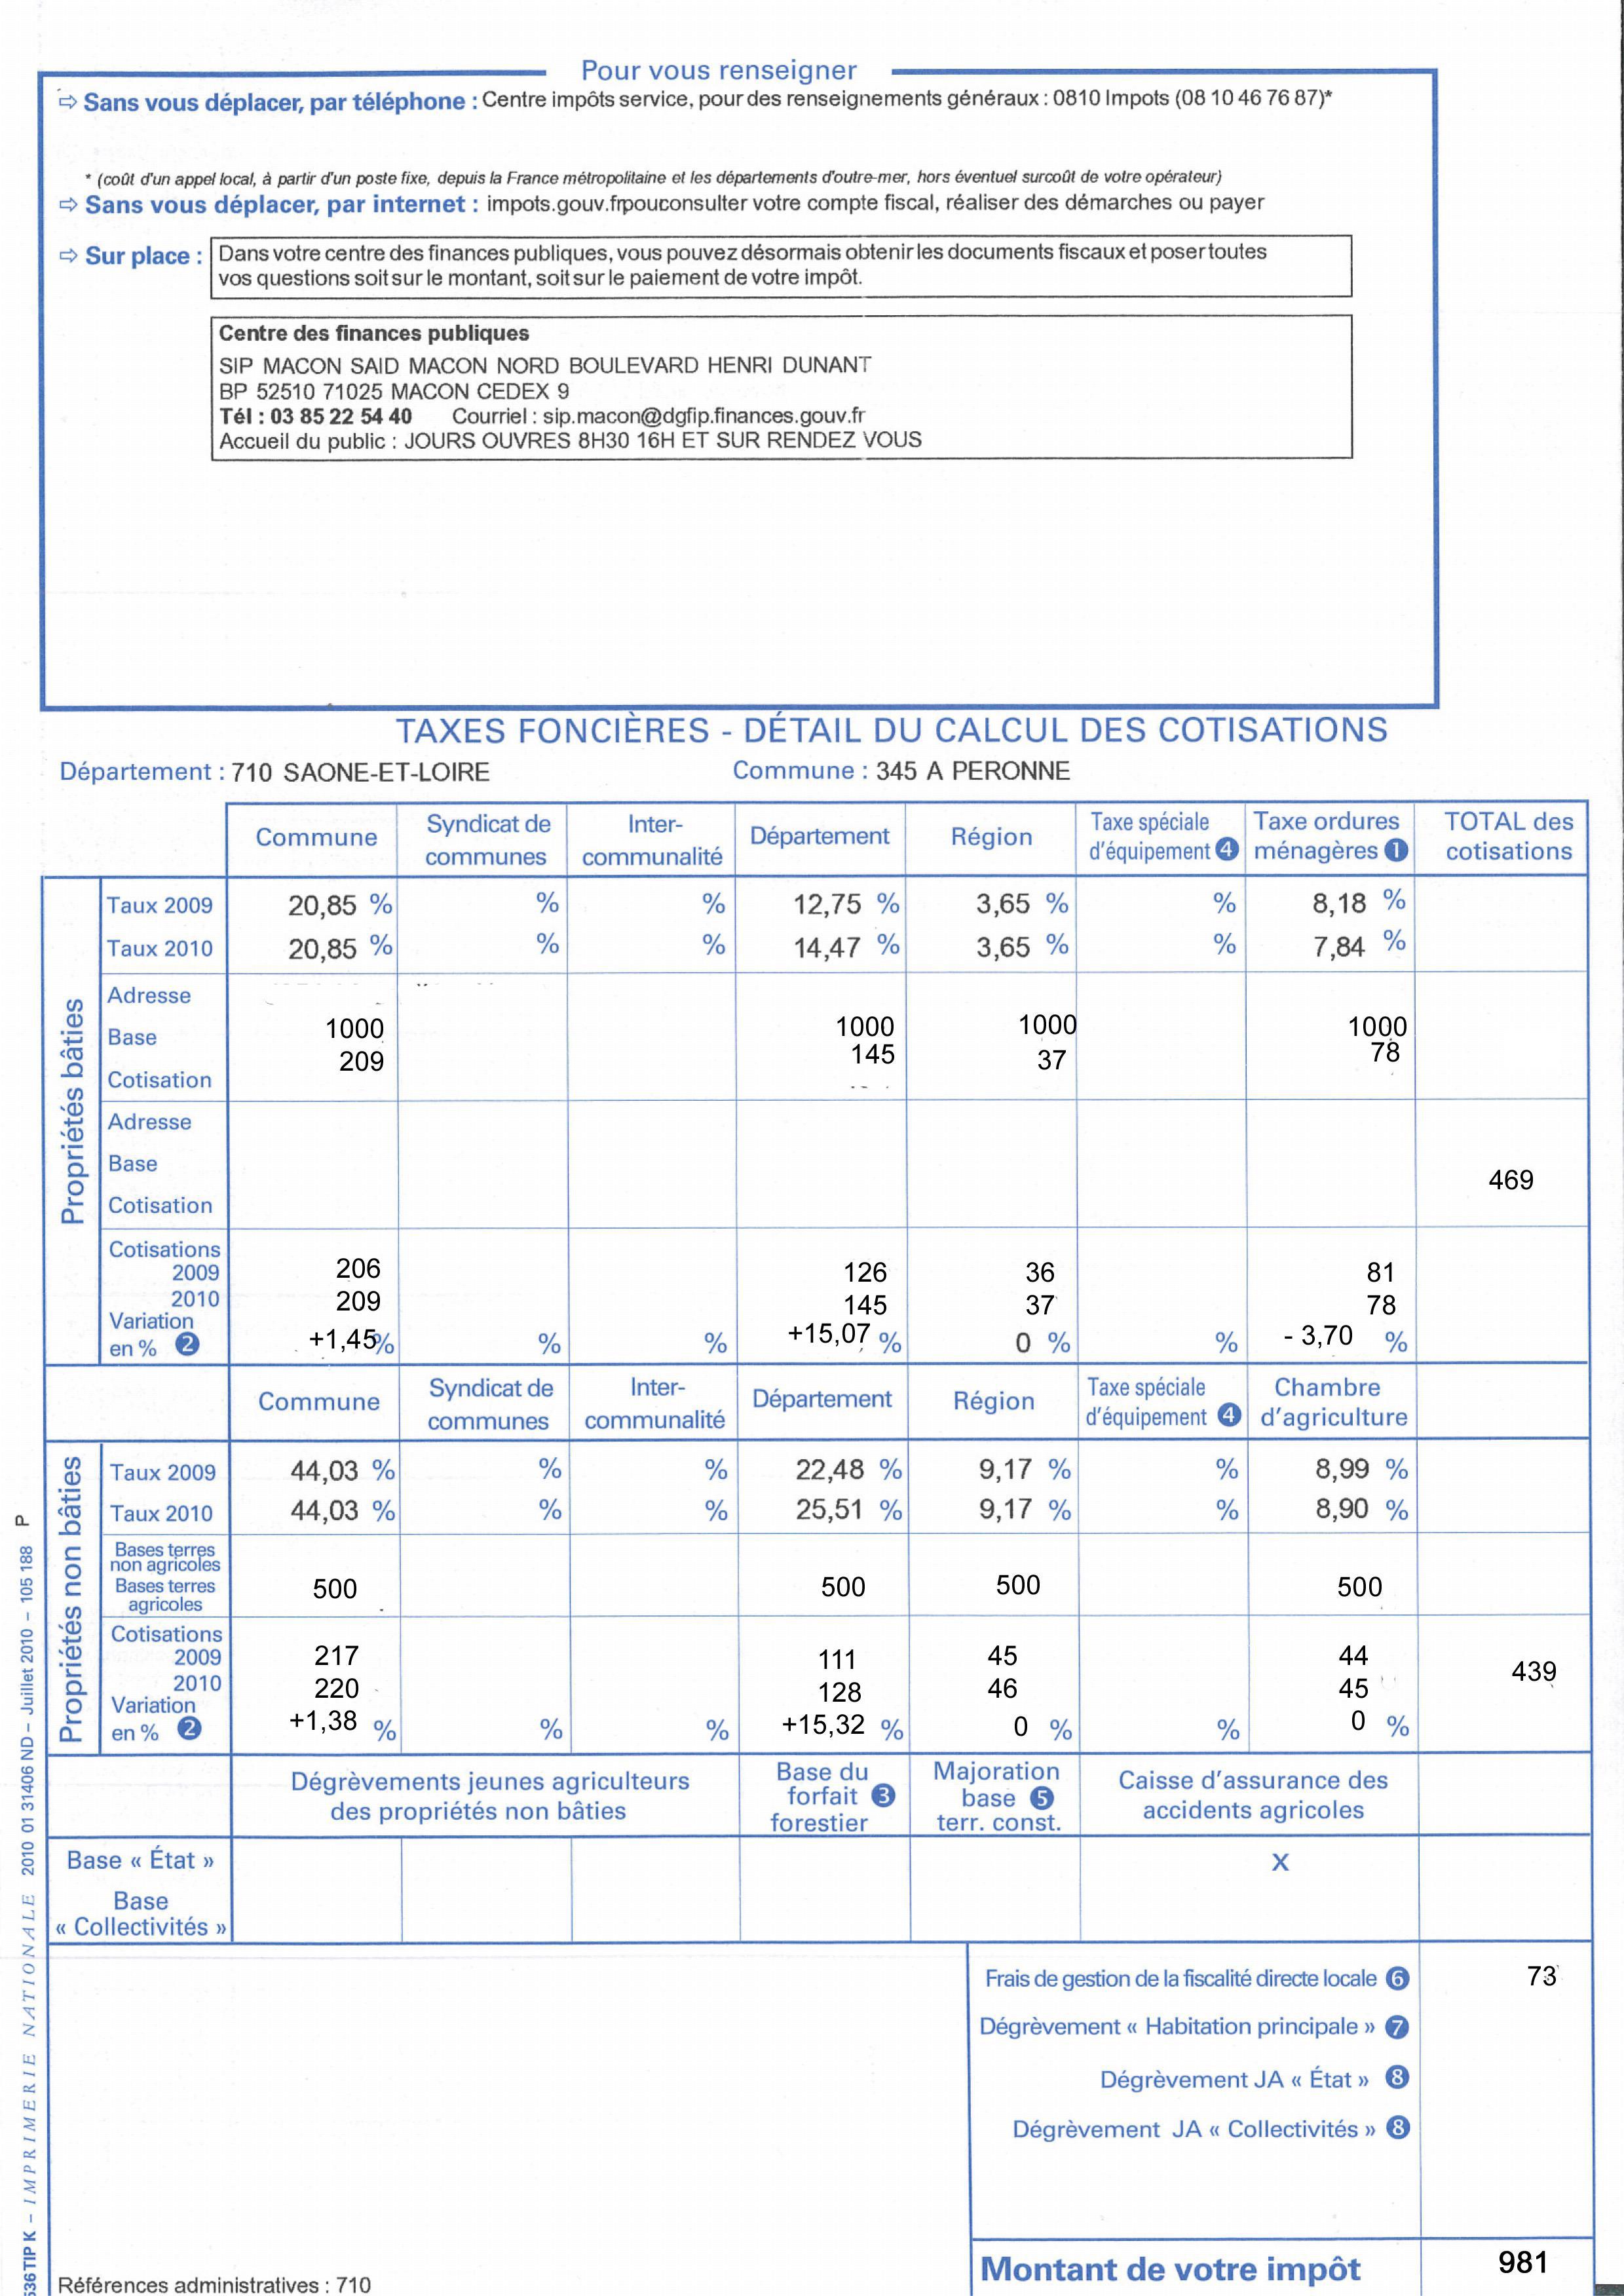 Pour vous renseigner
⇨ Sans vous déplacer, par téléphone : Centre impôts service, pour des renseignements généraux : 0810 Impots (08 10 46 76 87)*
* (coût d'un appel local, à partir d'un poste fixe, depuis la France métropolitaine et les départements d'outre-mer, hors éventuel surcoût de votre opérateur)
⇨ Sans vous déplacer, par internet : impots.gouv.frpouconsulter votre compte fiscal, réaliser des démarches ou payer
⇨ Sur place : Dans votre centre des finances publiques, vous pouvez désormais obtenir les documents fiscaux et poser toutes
vos questions soit sur le montant, soit sur le paiement de votre impôt.
Centre des finances publiques
SIP MACON SAID MACON NORD BOULEVARD HENRI DUNANT
BP 52510 71025 MACON CEDEX 9
Tél : 03 85 22 54 40 Courriel : sip.macon@dgfip.finances.gouv.fr
Accueil du public : JOURS OUVRES 8H30 16H ET SUR RENDEZ VOUS
TAXES FONCIÈRES - DÉTAIL DU CALCUL DES COTISATIONS
Département : 710 SAONE-ET-LOIRE Commune : 345 A PERONNE
Commune Syndicat de communes Inter-communalité Département Région Taxe spéciale d'équipement 4 Taxe ordures ménagères 1 TOTAL des cotisations
Propriétés bâties
Taux 2009 20,85 % % % 12,75 % 3,65 % % 8,18 %
Taux 2010 20,85 % % % 14,47 % 3,65 % % 7,84 %
Adresse
Base 1000 1000 1000 1000
Cotisation 209 145 37 78
Adresse
Base
469
Cotisation
Cotisations
2009 206 126 36 81
2010 209 145 37 78
Variation
en % 2 +1,45% % % +15,07 % 0 % % - 3,70 %
Commune Syndicat de communes Inter-communalité Département Région Taxe spéciale d'équipement 4 Chambre d'agriculture
Propriétés non bâties
Taux 2009 44,03 % % % 22,48 % 9,17 % % 8,99 %
Taux 2010 44,03 % % % 25,51 % 9,17 % % 8,90 %
Bases terres
non agricoles
Bases terres 500 500 500 500
agricoles
Cotisations
2009 217 111 45 44
439
2010 220 128 46 45
Variation
en % 2 +1,38 % % % +15,32 % 0 % % 0 %
Dégrèvements jeunes agriculteurs des propriétés non bâties Base du forfait 3 forestier Majoration base 5 terr. const. Caisse d'assurance des accidents agricoles
Base « État » X
Base
« Collectivités »
Frais de gestion de la fiscalité directe locale 6 73
Dégrèvement « Habitation principale » 7
Dégrèvement JA « État » 8
Dégrèvement JA « Collectivités » 8
Montant de votre impôt 981
Références administratives : 710
636 TIP K – IMPRIMERIE NATIONALE 2010 01 31406 ND – Juillet 2010 – 105 188 P